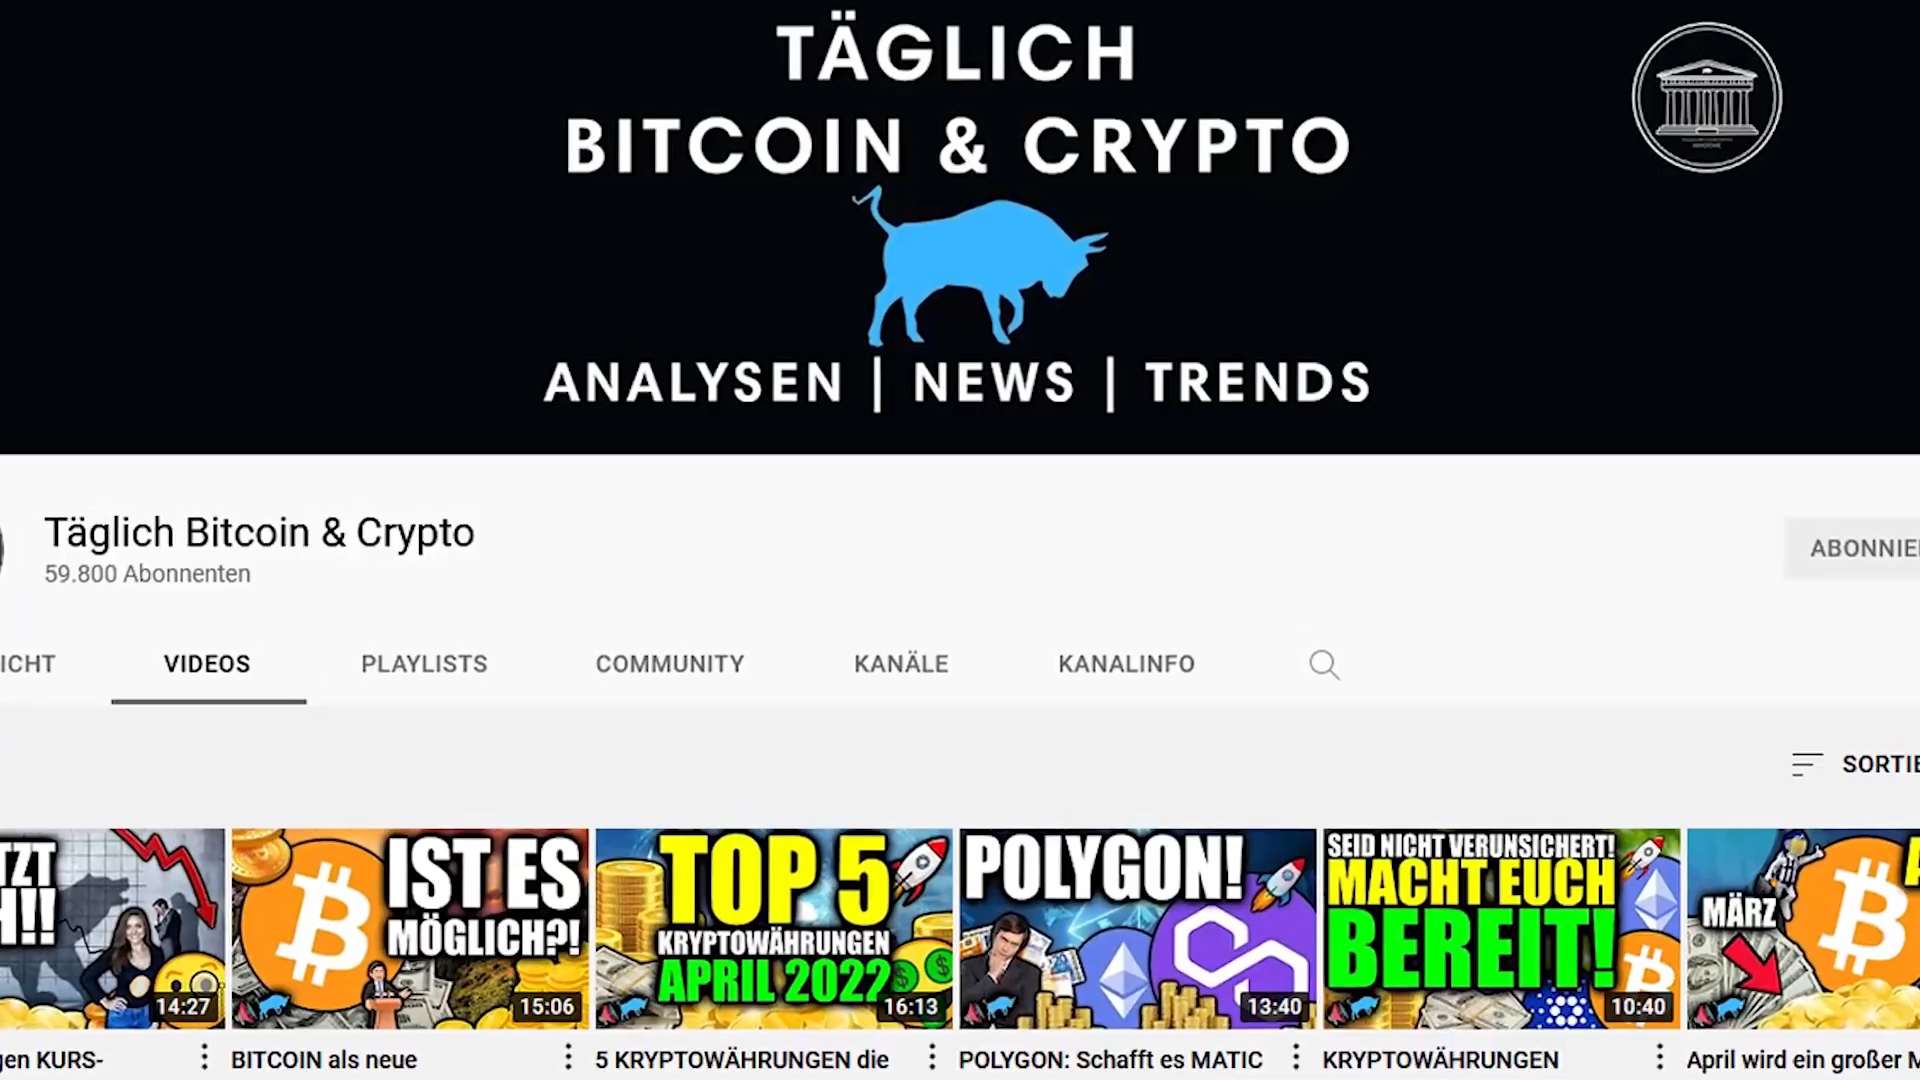 TÄGLICH
BITCOIN & CRYPTO
ANALYSEN | NEWS | TRENDS
Täglich Bitcoin & Crypto
59.800 Abonnenten
ABONNIE
ICHT
VIDEOS
PLAYLISTS
COMMUNITY
KANÄLE
KANALINFO
SORTIE
TZT
H!!
14:27
IST ES
MÖGLICH?!
15:06
TOP 5
KRYPTOWÄHRUNGEN
APRIL 2022
16:13
POLYGON!
13:40
SEID NICHT VERUNSICHERT!
MACHT EUCH
BEREIT!
10:40
MÄRZ
gen KURS-
BITCOIN als neue
5 KRYPTOWÄHRUNGEN die
POLYGON: Schafft es MATIC
KRYPTOWÄHRUNGEN
April wird ein großer M